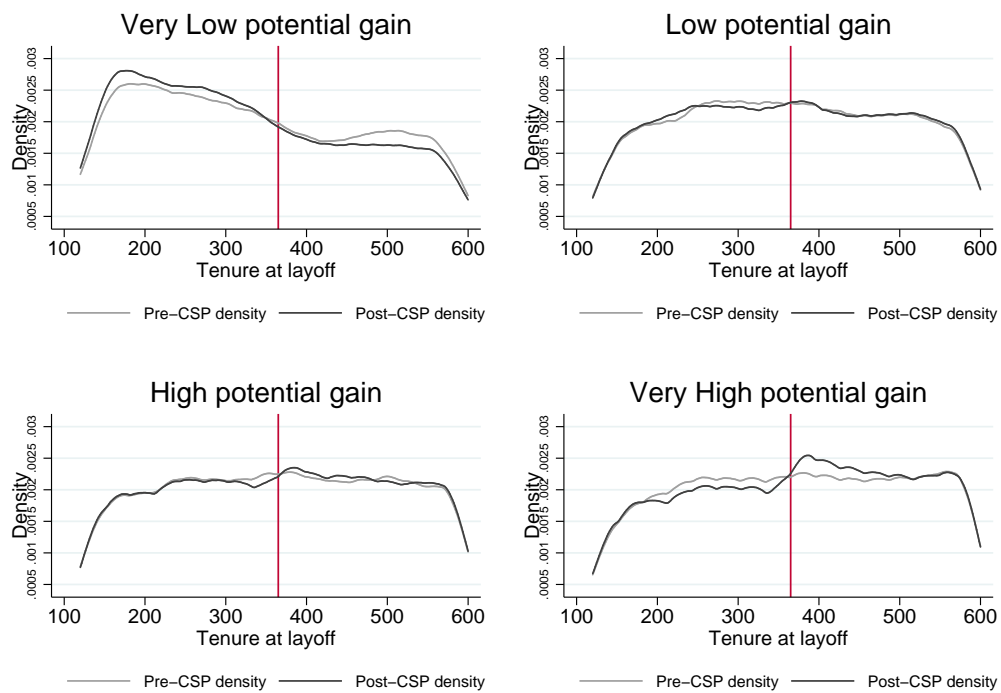 Very Low potential gain
Density
.0005 .001 .0015 .002 .0025 .003
100 200 300 400 500 600
Tenure at layoff
Pre−CSP density Post−CSP density
Low potential gain
Density
.0005 .001 .0015 .002 .0025 .003
100 200 300 400 500 600
Tenure at layoff
Pre−CSP density Post−CSP density
High potential gain
Density
.0005 .001 .0015 .002 .0025 .003
100 200 300 400 500 600
Tenure at layoff
Pre−CSP density Post−CSP density
Very High potential gain
Density
.0005 .001 .0015 .002 .0025 .003
100 200 300 400 500 600
Tenure at layoff
Pre−CSP density Post−CSP density